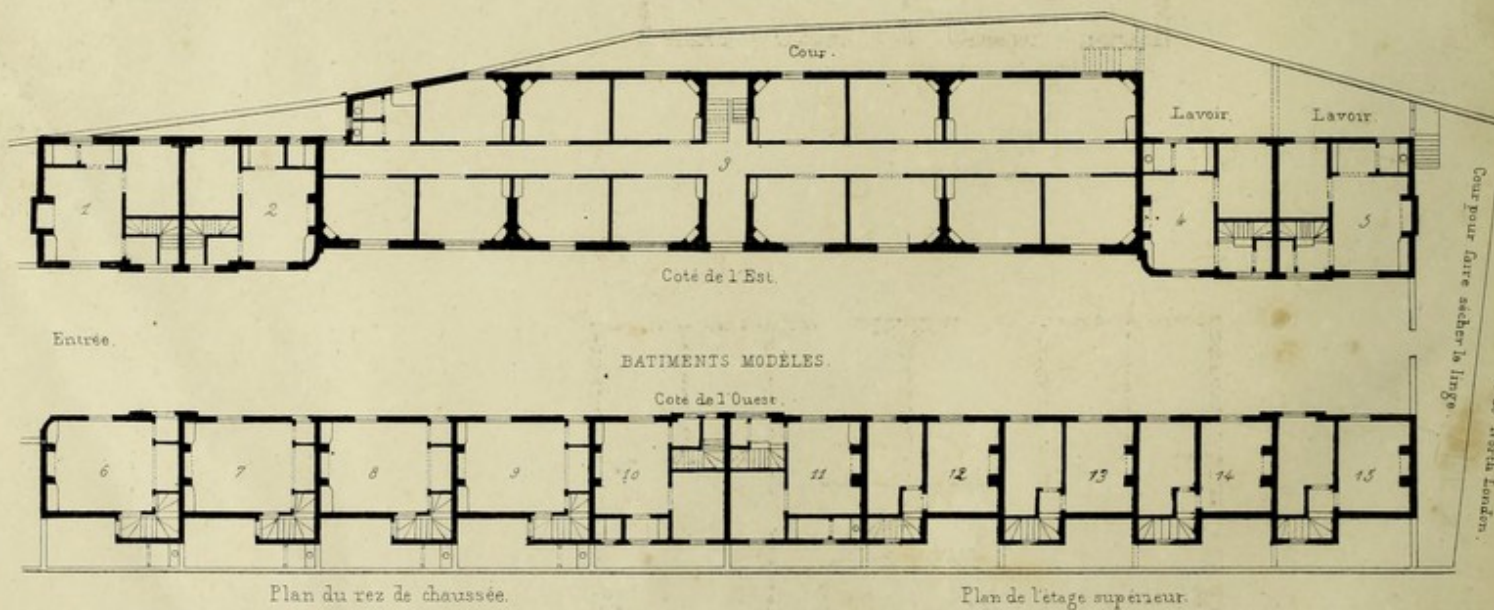 Cour.
Lavoir.
Lavoir.
1
2
3
4
5
Coté de l'Est.
Cour pour faire sécher le linge.
Entrée.
BATIMENTS MODÈLES.
Coté de l'Ouest.
6
7
8
9
10
11
12
13
14
15
North London.
Plan du rez de chaussée.
Plan de l'étage supérieur.